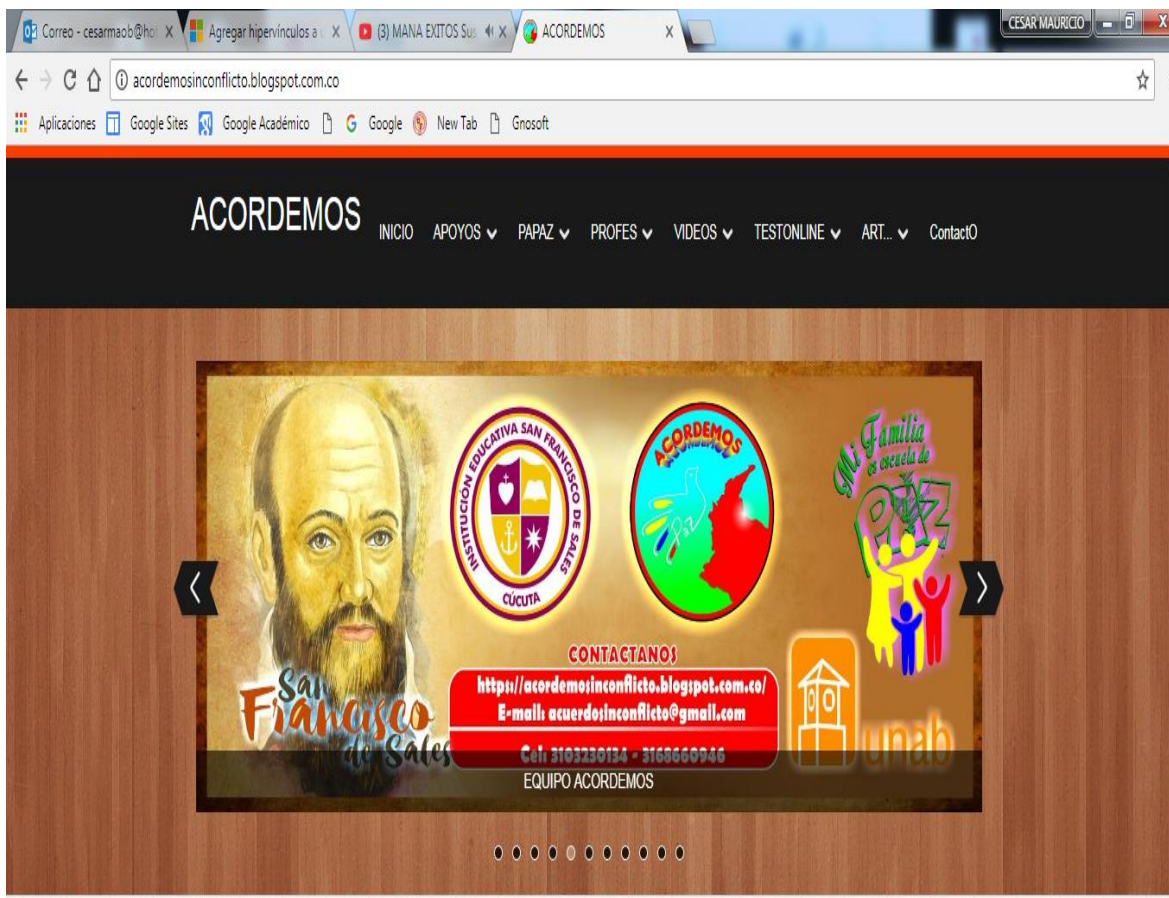 Correo - cesarmaob@ho
Agregar hipervínculos a
(3) MANA EXITOS Sus
ACORDEMOS
CESAR MAURICIO
acordemosinconflicto.blogspot.com.co
Aplicaciones
Google Sites
Google Académico
Google
New Tab
Gnosoft
ACORDEMOS
INICIO
APOYOS
PAPAZ
PROFES
VIDEOS
TESTONLINE
ART...
ContactO
INSTITUCIÓN EDUCATIVA SAN FRANCISCO DE SALES
CÚCUTA
ACORDEMOS
Paz
Mi Familia
es escuela de
PAZ
San
Francisco
de Sales
CONTACTANOS
https://acordemosinconflicto.blogspot.com.co/
E-mail: acuerdosinconflicto@gmail.com
Cel: 3103230134 - 3168660946
unab
EQUIPO ACORDEMOS